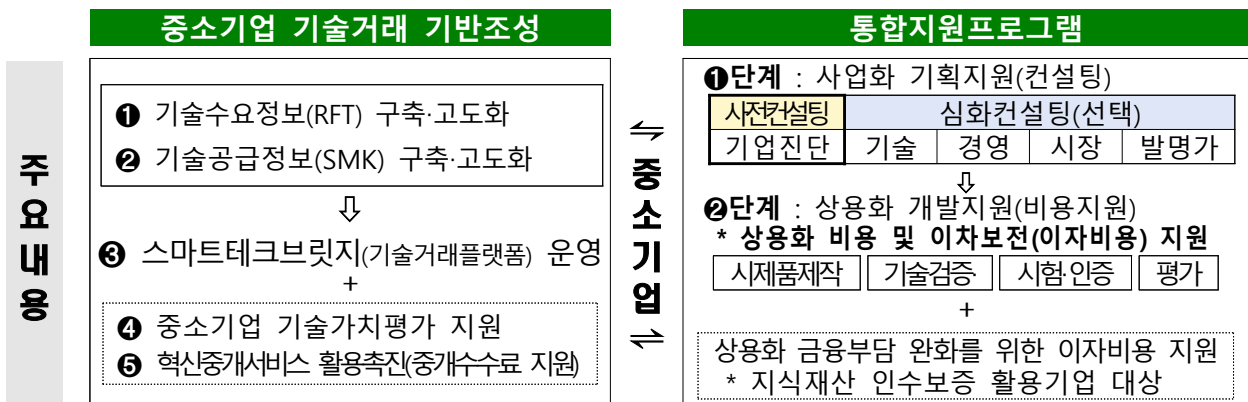 중소기업 기술거래 기반조성
통합지원프로그램
주요내용
❶ 기술수요정보(RFT) 구축·고도화
❷ 기술공급정보(SMK) 구축·고도화
⇩
❸ 스마트테크브릿지(기술거래플랫폼) 운영
+
❹ 중소기업 기술가치평가 지원
❺ 혁신중개서비스 활용촉진(중개수수료 지원)
⇋
중소기업
⇌
❶단계 : 사업화 기획지원(컨설팅)
사전컨설팅 심화컨설팅(선택)
기업진단 기술 경영 시장 발명가
⇩
❷단계 : 상용화 개발지원(비용지원)
* 상용화 비용 및 이차보전(이자비용) 지원
시제품제작 기술검증 시험·인증 평가
+
상용화 금융부담 완화를 위한 이자비용 지원
* 지식재산 인수보증 활용기업 대상